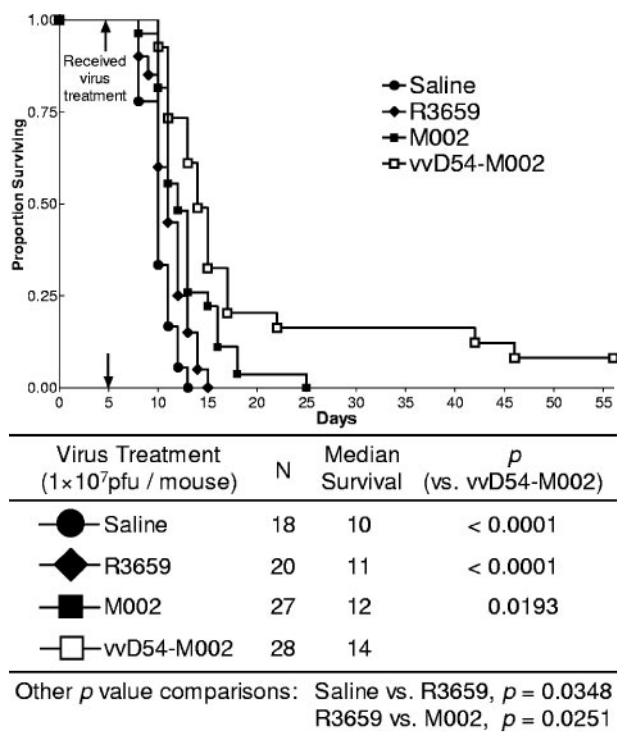 1.00
Received
virus
treatment
Saline
R3659
M002
vvD54-M002
0.75
0.50
0.25
0.00
Proportion Surviving
0 5 10 15 20 25 30 35 40 45 50 55
Days
Virus Treatment
(1×10⁷pfu / mouse)
N
Median
Survival
p
(vs. vvD54-M002)
Saline 18 10 < 0.0001
R3659 20 11 < 0.0001
M002 27 12 0.0193
vvD54-M002 28 14
Other p value comparisons: Saline vs. R3659, p = 0.0348
R3659 vs. M002, p = 0.0251